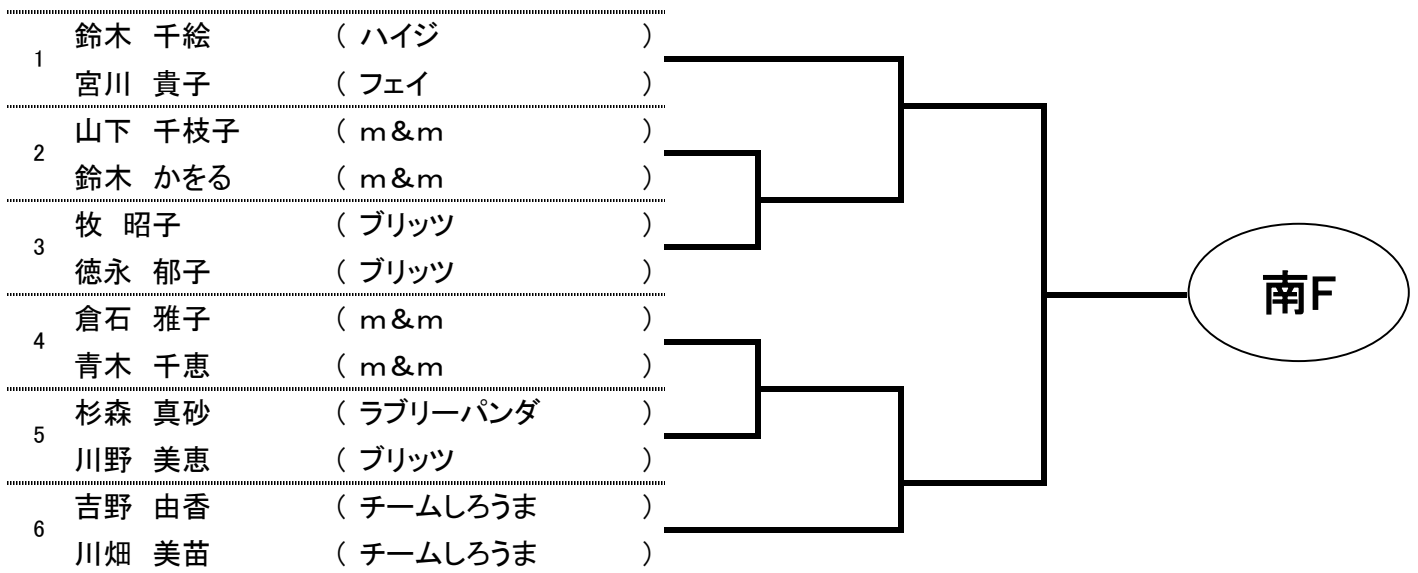 1
鈴木　千絵 （ ハイジ ）
宮川　貴子 （ フェイ ）
2
山下　千枝子 （ ｍ＆ｍ ）
鈴木　かをる （ ｍ＆ｍ ）
3
牧　昭子 （ ブリッツ ）
徳永　郁子 （ ブリッツ ）
4
倉石　雅子 （ ｍ＆ｍ ）
青木　千恵 （ ｍ＆ｍ ）
5
杉森　真砂 （ ラブリーパンダ ）
川野　美恵 （ ブリッツ ）
6
吉野　由香 （ チームしろうま ）
川畑　美苗 （ チームしろうま ）
南F